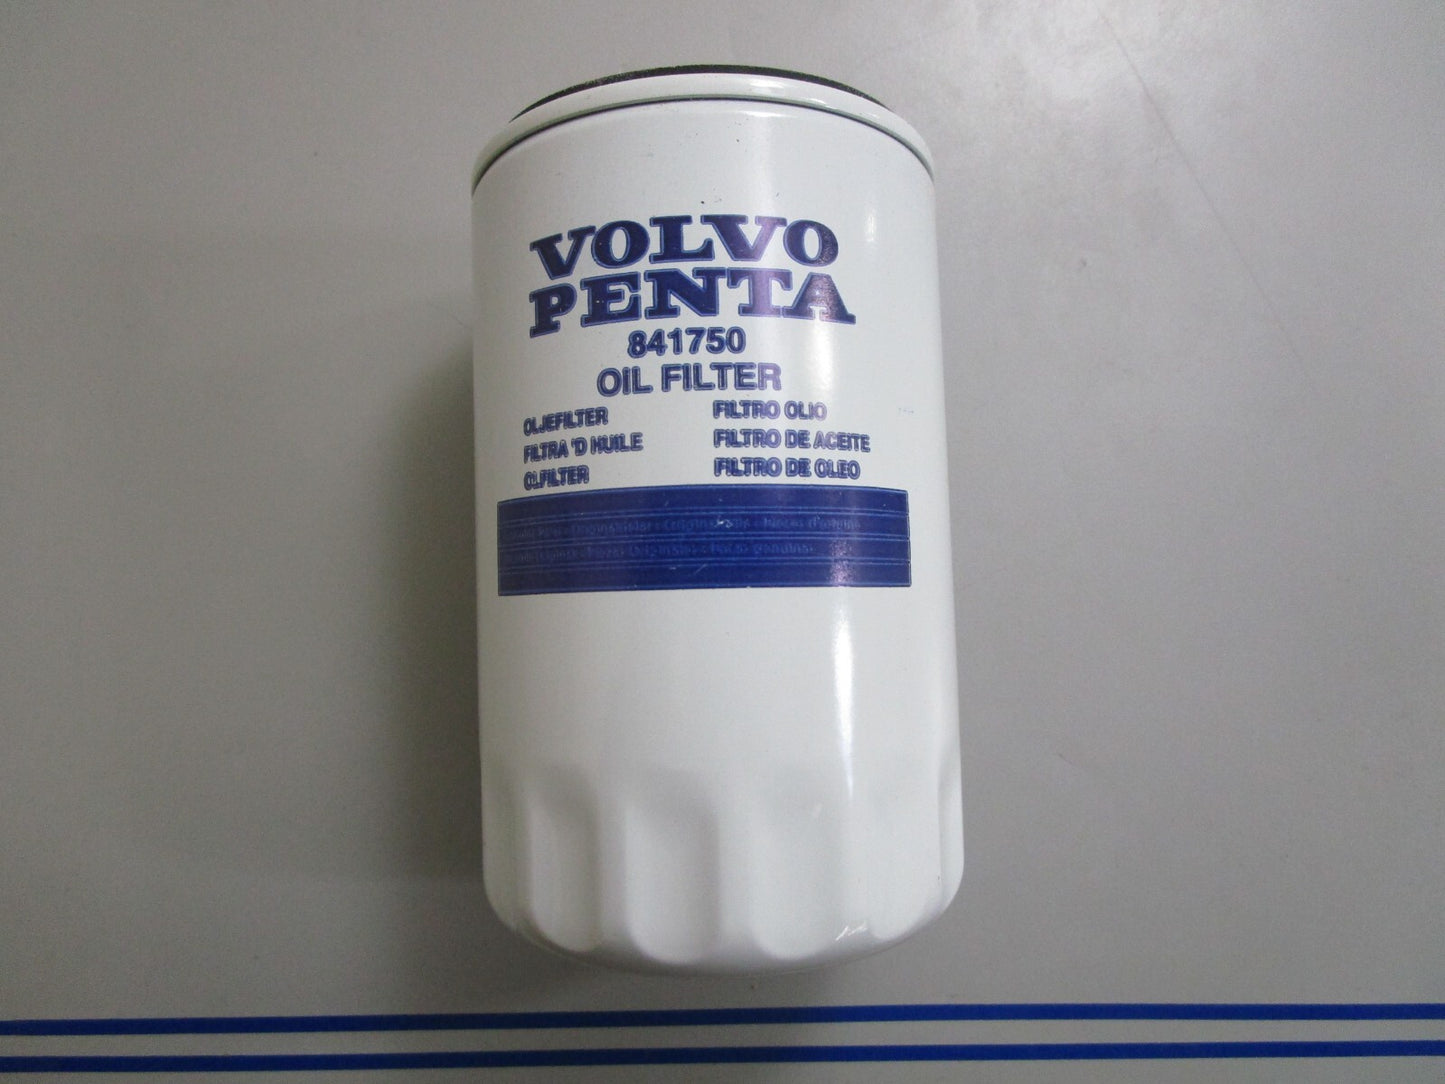 VOLVO
PENTA
841750
OIL FILTER
OLJEFILTER
FILTRA 'D HUILE
OLFILTER
FILTRO OLIO
FILTRO DE ACEITE
FILTRO DE OLEO